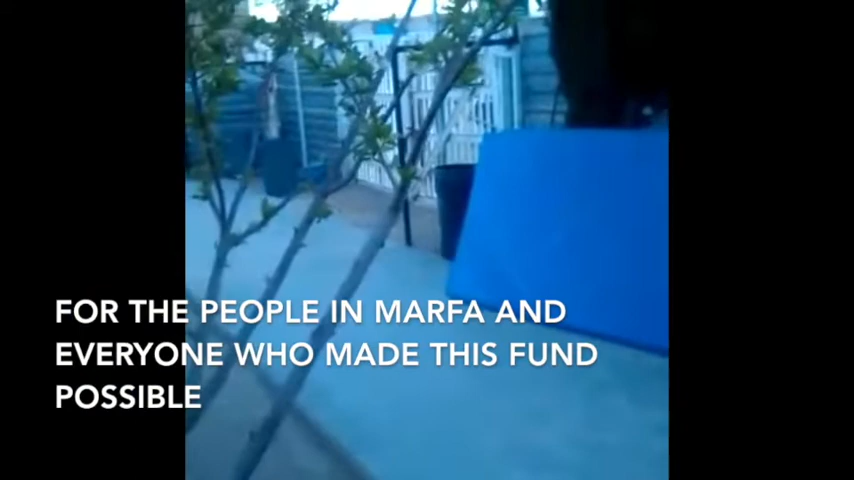 FOR THE PEOPLE IN MARFA AND
EVERYONE WHO MADE THIS FUND
POSSIBLE